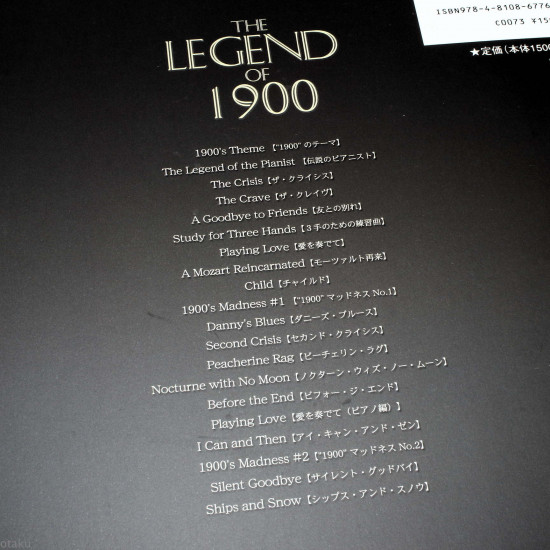 ISBN978-4-8108-6776
C0073 ¥15
★定価(本体1500
THE
LEGEND
OF
1900
1900's Theme【"1900" のテーマ】
The Legend of the Pianist【伝説のピアニスト】
The Crisis【ザ・クライシス】
The Crave【ザ・クレイヴ】
A Goodbye to Friends【友との別れ】
Study for Three Hands【3手のための練習曲】
Playing Love【愛を奏でて】
A Mozart Reincarnated【モーツァルト再来】
Child【チャイルド】
1900's Madness #1【"1900" マッドネス No.1】
Danny's Blues【ダニーズ・ブルース】
Second Crisis【セカンド・クライシス】
Peacherine Rag【ピーチェリン・ラグ】
Nocturne with No Moon【ノクターン・ウィズ・ノー・ムーン】
Before the End【ビフォー・ジ・エンド】
Playing Love【愛を奏でて(ピアノ編)】
I Can and Then【アイ・キャン・アンド・ゼン】
1900's Madness #2【"1900" マッドネス No.2】
Silent Goodbye【サイレント・グッドバイ】
Ships and Snow【シップス・アンド・スノウ】
otaku